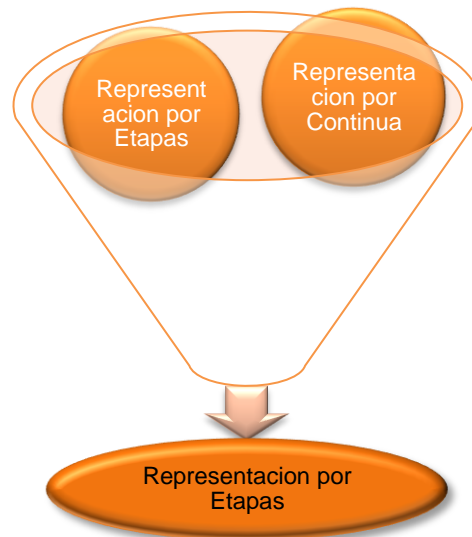 Represent
acion por
Etapas
Representa
cion por
Continua
Representacion por
Etapas